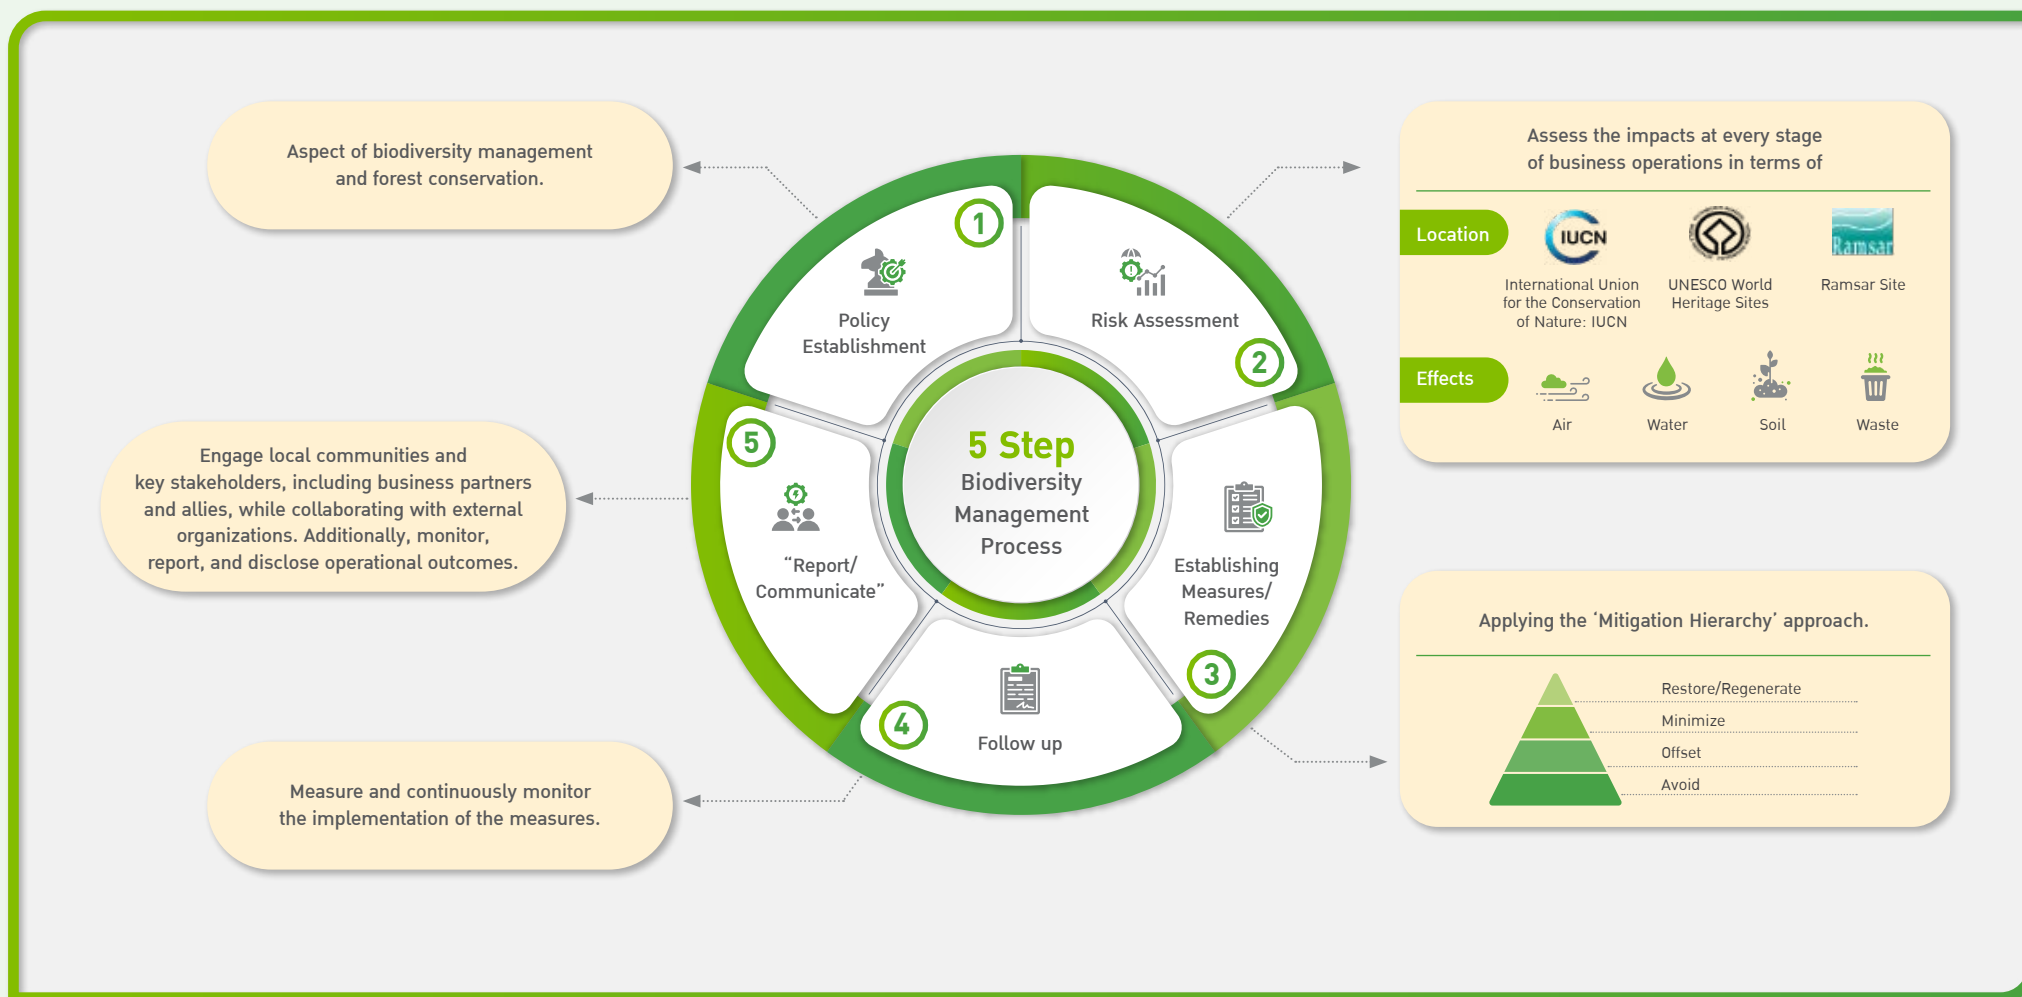 Aspect of biodiversity management
and forest conservation.
Engage local communities and
key stakeholders, including business partners
and allies, while collaborating with external
organizations. Additionally, monitor,
report, and disclose operational outcomes.
Measure and continuously monitor
the implementation of the measures.
5 Step
Biodiversity
Management
Process
1
Policy
Establishment
2
Risk Assessment
3
Establishing
Measures/
Remedies
4
Follow up
5
“Report/
Communicate”
Assess the impacts at every stage
of business operations in terms of
Location
IUCN
International Union
for the Conservation
of Nature: IUCN
UNESCO World
Heritage Sites
Ramsar
Ramsar Site
Effects
Air
Water
Soil
Waste
Applying the ‘Mitigation Hierarchy’ approach.
Restore/Regenerate
Minimize
Offset
Avoid